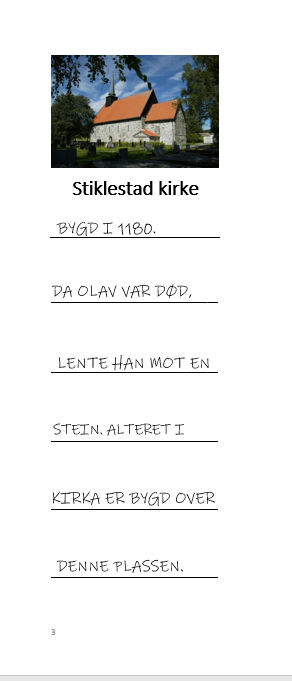 Stiklestad kirke
BYGD I 1180.
DA OLAV VAR DØD,
LENTE HAN MOT EN
STEIN. ALTERET I
KIRKA ER BYGD OVER
DENNE PLASSEN.
3